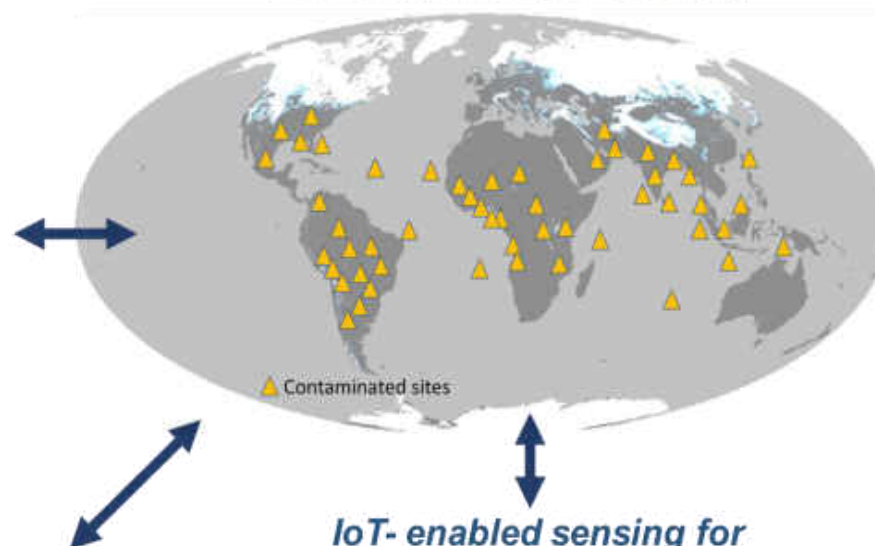 Contaminated sites
IoT- enabled sensing for